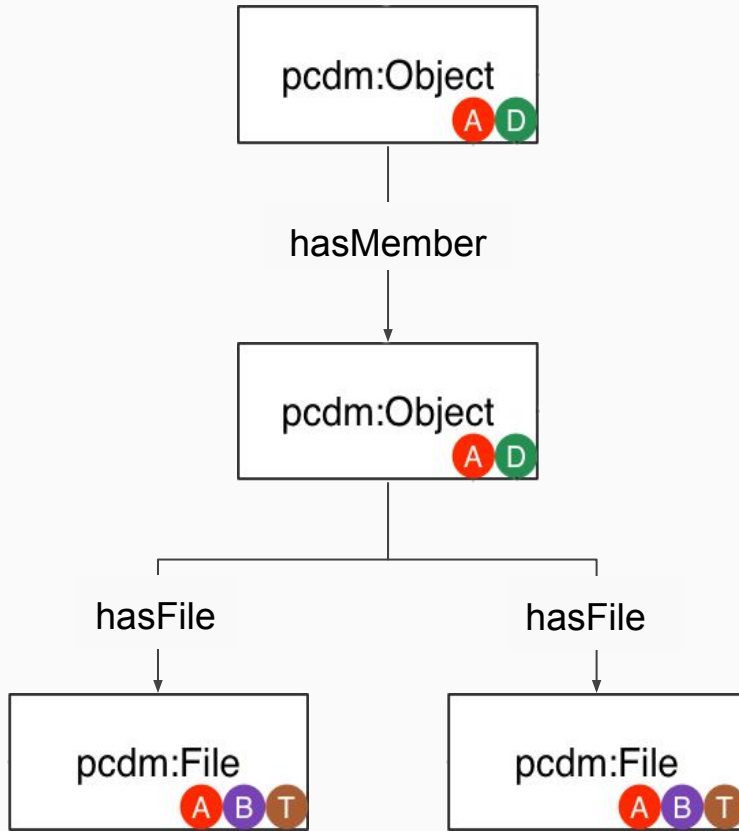 pcdm:Object
A D
hasMember
pcdm:Object
A D
hasFile
hasFile
pcdm:File
A B T
pcdm:File
A B T